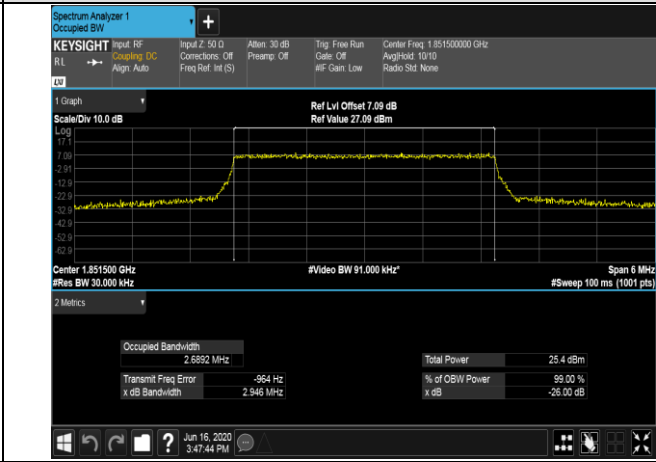 Spectrum Analyzer 1
Occupied BW
+
KEYSIGHT
RL
LXI
Input: RF
Coupling: DC
Align: Auto
Input Z: 50 Ω
Corrections: Off
Freq Ref: Int (S)
Atten: 30 dB
Preamp: Off
Trig: Free Run
Gate: Off
#IF Gain: Low
Center Freq: 1.851500000 GHz
Avg|Hold: 10/10
Radio Std: None
1 Graph
Scale/Div 10.0 dB
Ref Lvl Offset 7.09 dB
Ref Value 27.09 dBm
Log
17.1
7.09
-2.91
-12.9
-22.9
-32.9
-42.9
-52.9
-62.9
Center 1.851500 GHz
#Video BW 91.000 kHz*
Span 6 MHz
#Res BW 30.000 kHz
#Sweep 100 ms (1001 pts)
2 Metrics
Occupied Bandwidth
2.6892 MHz
Total Power 25.4 dBm
Transmit Freq Error -964 Hz
% of OBW Power 99.00 %
x dB Bandwidth 2.946 MHz
x dB -26.00 dB
?
Jun 16, 2020
3:47:44 PM